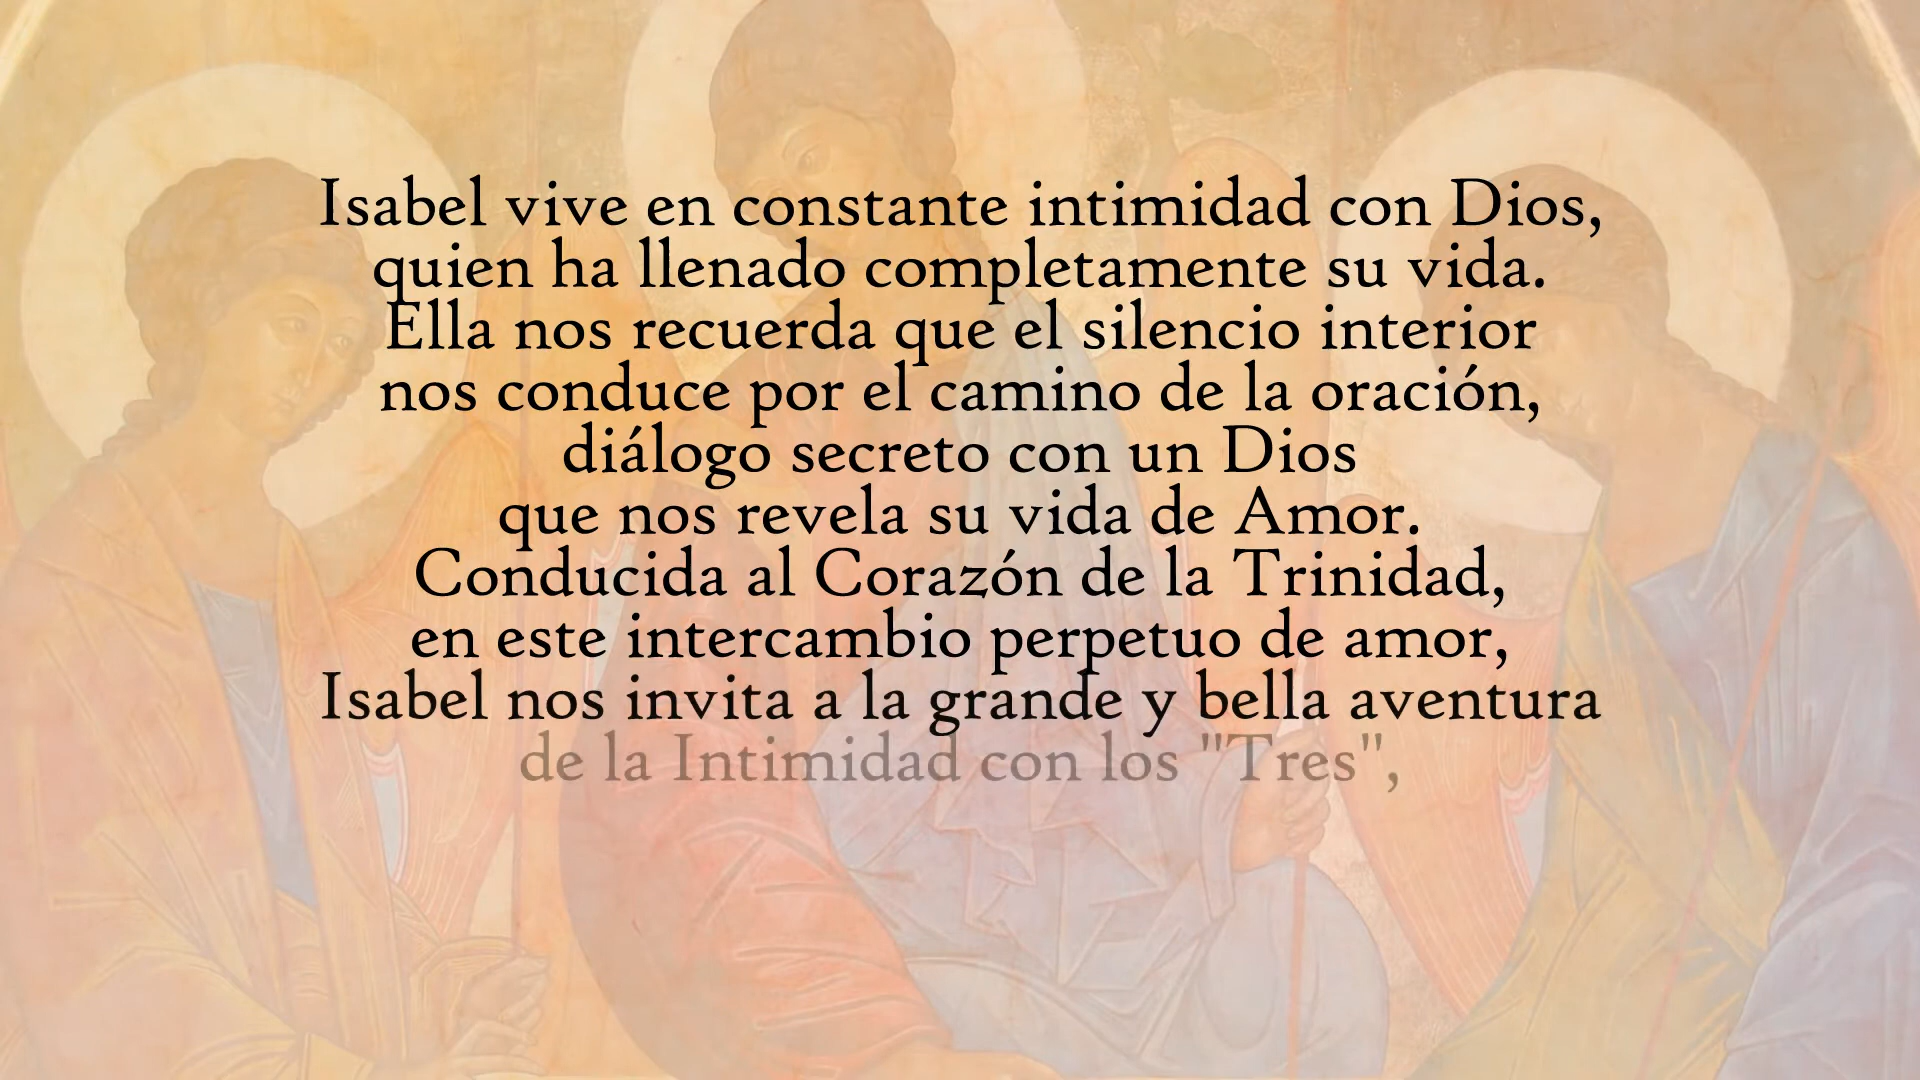 Isabel vive en constante intimidad con Dios,
quien ha llenado completamente su vida.
Ella nos recuerda que el silencio interior
nos conduce por el camino de la oración,
diálogo secreto con un Dios
que nos revela su vida de Amor.
Conducida al Corazón de la Trinidad,
en este intercambio perpetuo de amor,
Isabel nos invita a la grande y bella aventura
de la Intimidad con los "Tres",